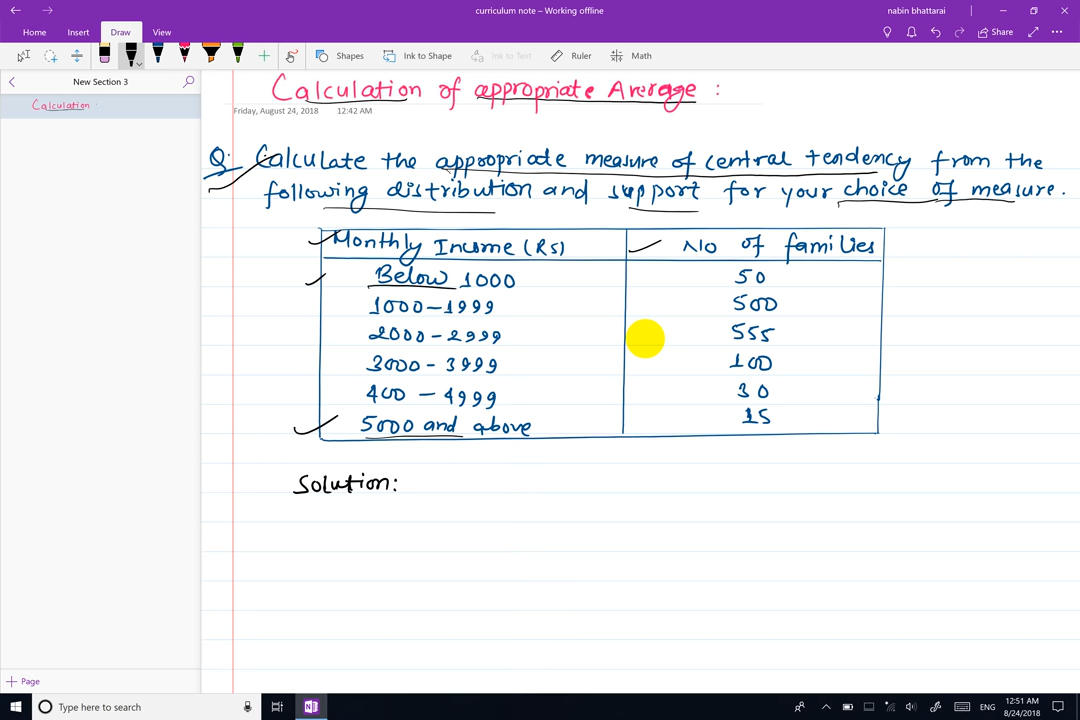 curriculum note – Working offline
nabin bhattarai
Home Insert Draw View
Share
Shapes Ink to Shape Ink to Text Ruler Math
New Section 3
Calculation
Calculation of appropriate Average :
Friday, August 24, 2018 12:42 AM
Q. Calculate the appropriate measure of central tendency from the
following distribution and support for your choice of measure.
Monthly Income (Rs) No of families
Below 1000 50
1000 – 1999 500
2000 – 2999 555
3000 – 3999 100
400 – 4999 30
5000 and above 15
Solution:
+ Page
Type here to search
ENG
12:51 AM
8/24/2018